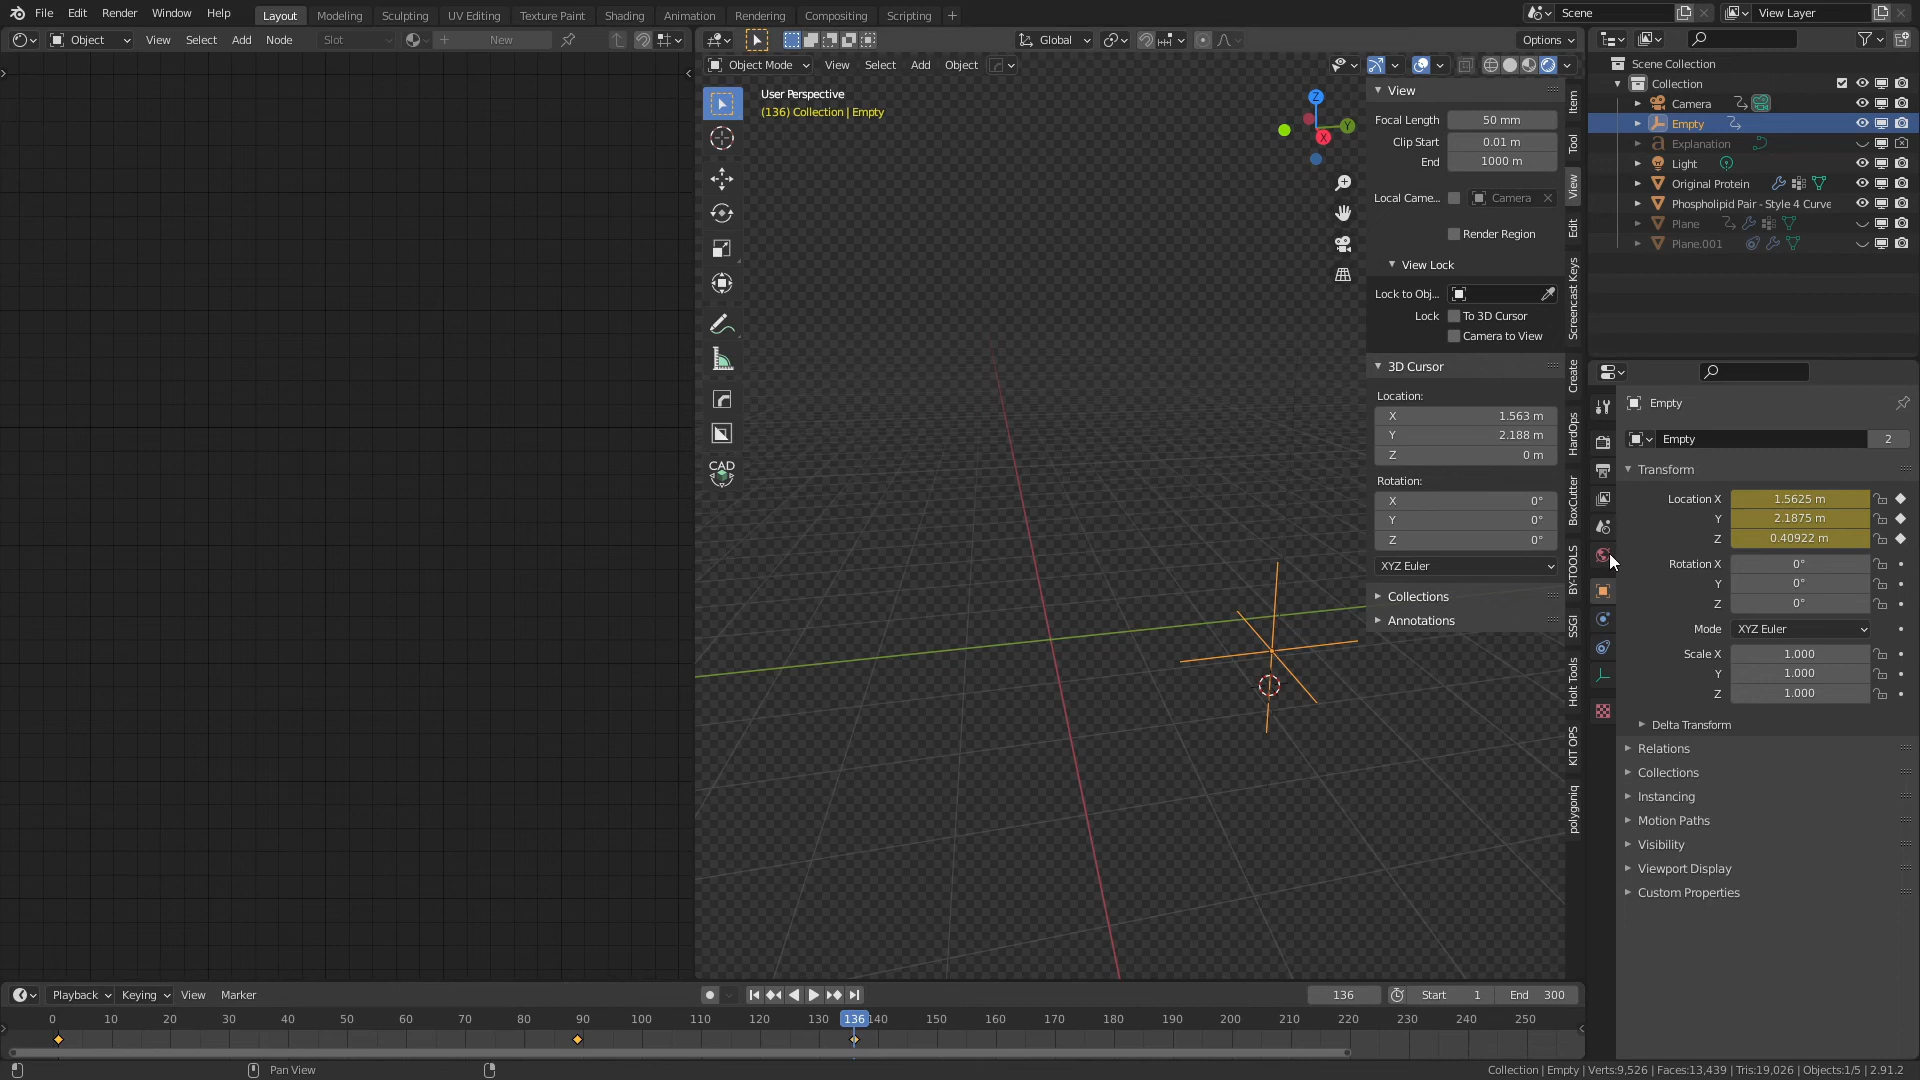 File Edit Render Window Help Layout Modeling Sculpting UV Editing Texture Paint Shading Animation Rendering Compositing Scripting + Scene View Layer
Object View Select Add Object Node Slot New Global Options
Object Mode View Select Add Object
User Perspective
(136) Collection | Empty
Z
Y
X
CAD
View
Focal Length 50 mm
Clip Start 0.01 m
End 1000 m
Local Came... Camera
Render Region
View Lock
Lock to Obj...
Lock To 3D Cursor
Camera to View
3D Cursor
Location:
X 1.563 m
Y 2.188 m
Z 0 m
Rotation:
X 0°
Y 0°
Z 0°
XYZ Euler
Collections
Annotations
Item
Tool
View
Edit
Screencast Keys
Create
HardOps
BoxCutter
BY-TOOLS
SSGI
Holt Tools
KIT OPS
polygoniq
Scene Collection
Collection
Camera
Empty
Explanation
Light
Original Protein
Phospholipid Pair - Style 4 Curve
Plane
Plane.001
Empty
Empty 2
Transform
Location X 1.5625 m
Y 2.1875 m
Z 0.40922 m
Rotation X 0°
Y 0°
Z 0°
Mode XYZ Euler
Scale X 1.000
Y 1.000
Z 1.000
Delta Transform
Relations
Collections
Instancing
Motion Paths
Visibility
Viewport Display
Custom Properties
Playback Keying View Marker 136 Start 1 End 300
0 10 20 30 40 50 60 70 80 90 100 110 120 130 136 140 150 160 170 180 190 200 210 220 230 240 250
Pan View
Collection | Empty | Verts:9,526 | Faces:13,439 | Tris:19,026 | Objects:1/5 | 2.91.2